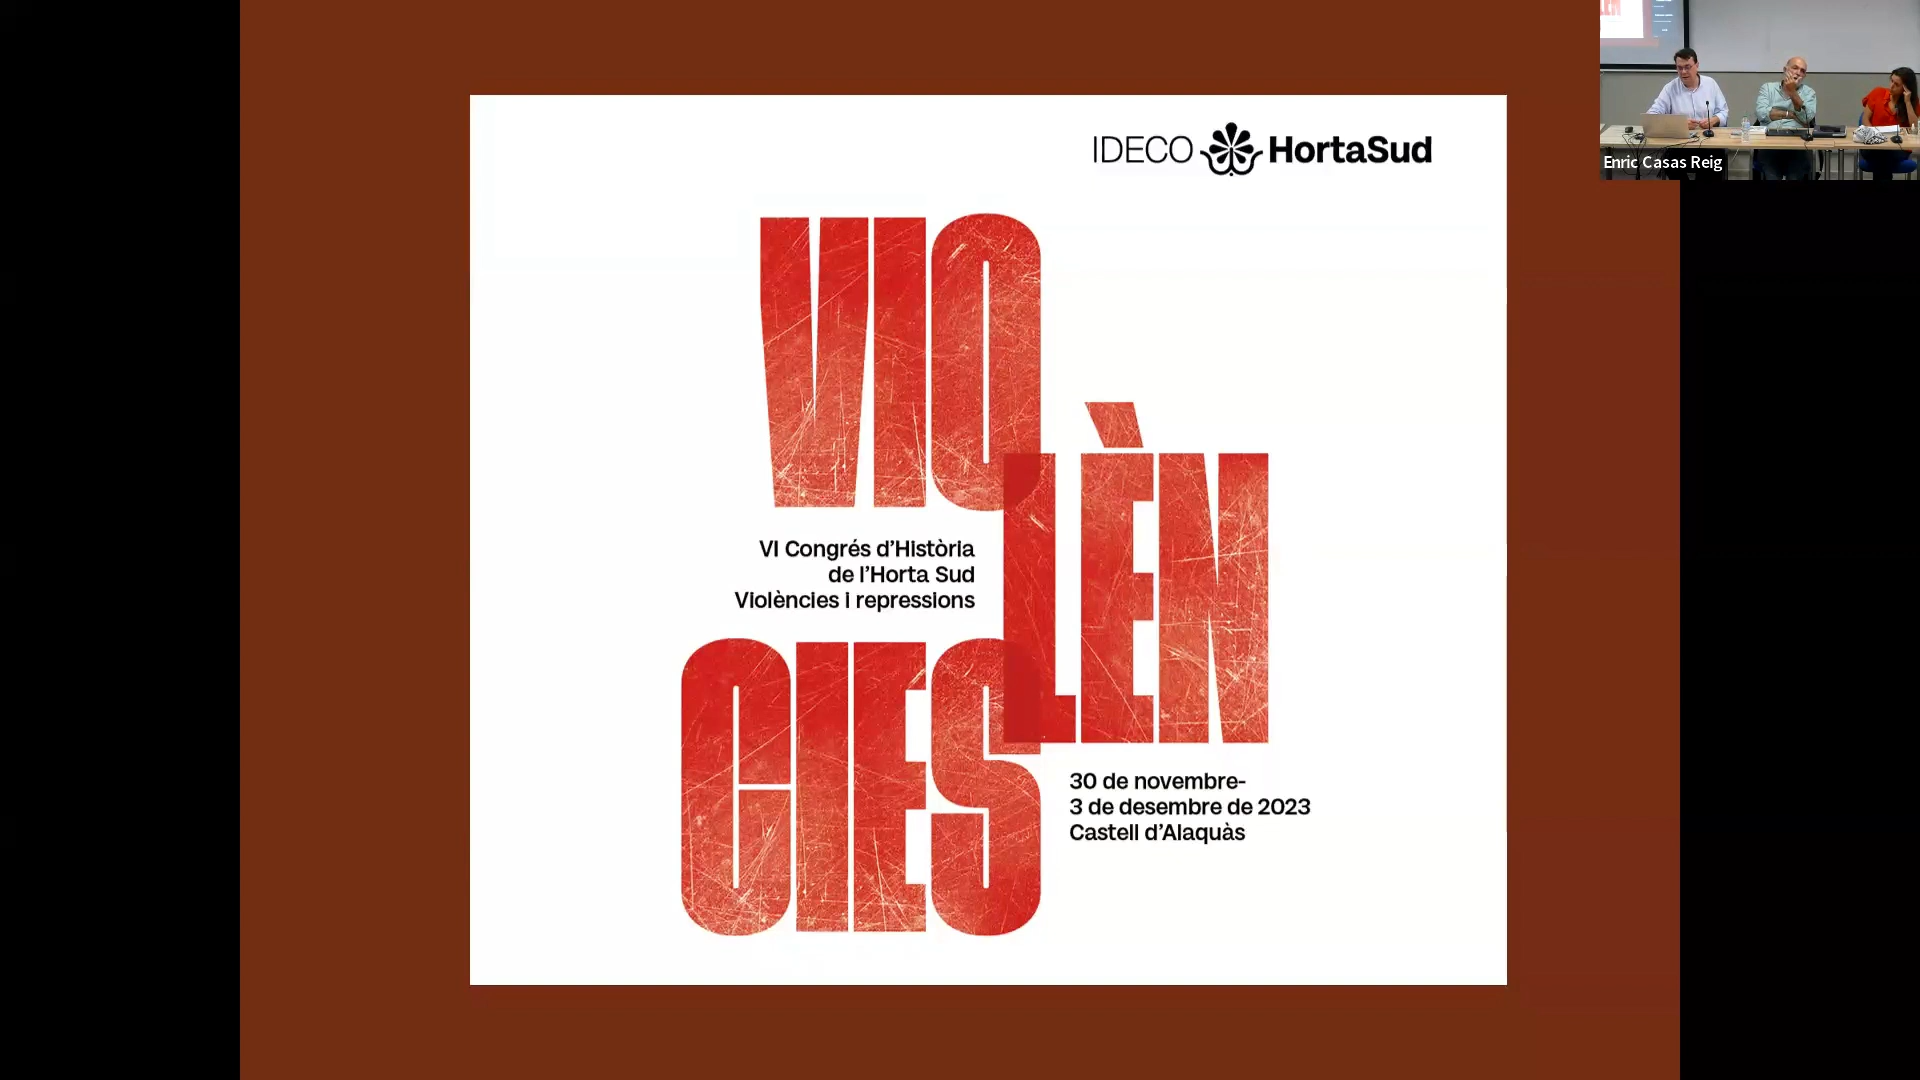 IDECO HortaSud
VIO
LÈN
CIES
VI Congrés d'Història
de l'Horta Sud
Violències i repressions
30 de novembre-
3 de desembre de 2023
Castell d'Alaquàs
Enric Casas Reig